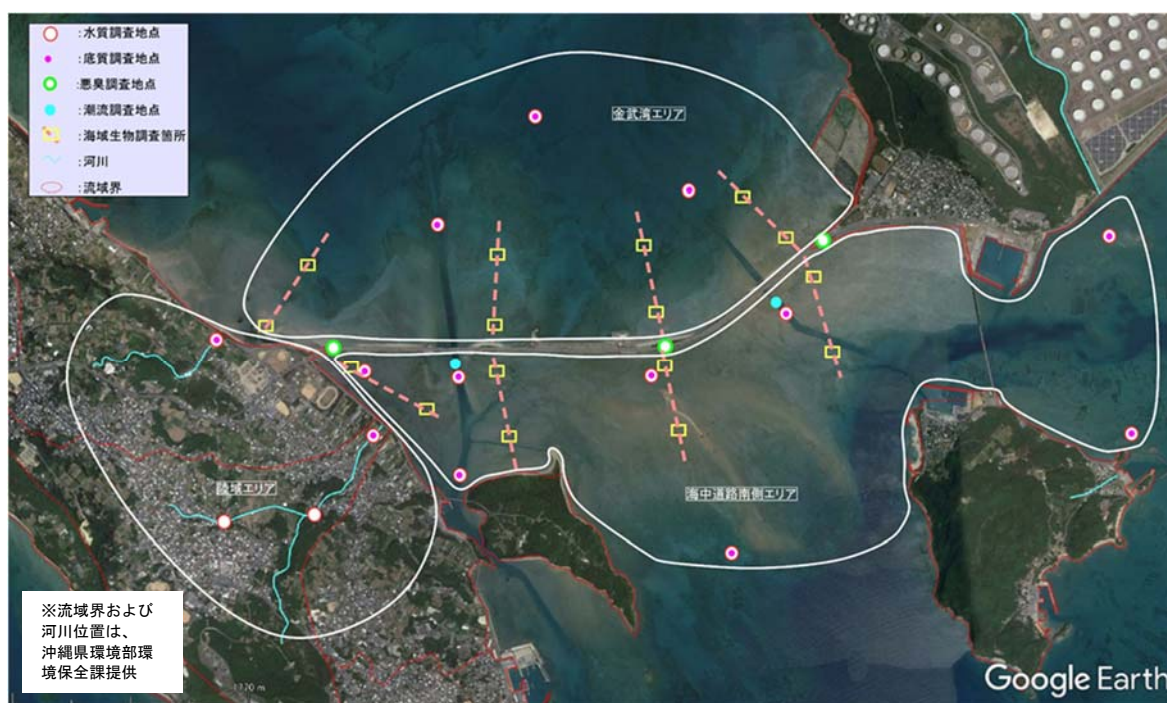 :水質調査地点
:底質調査地点
:悪臭調査地点
:潮流調査地点
:海域生物調査箇所
:河川
:流域界
金武湾エリア
陸域エリア
海中道路南側エリア
※流域界および
河川位置は、
沖縄県環境部環
境保全課提供
1170 m
Google Earth